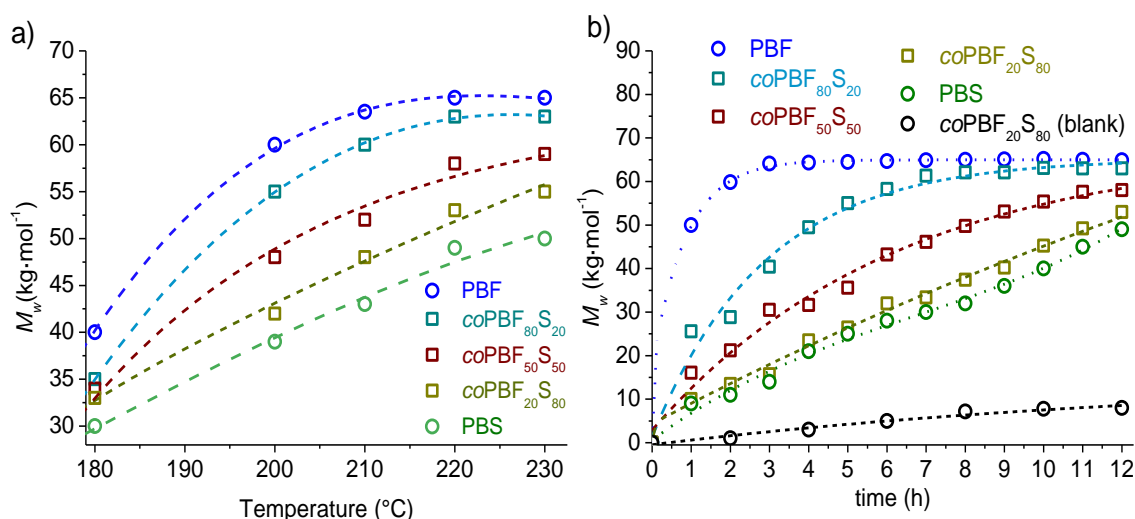 a)
M_w (kg·mol⁻¹)
70
65
60
55
50
45
40
35
30
180 190 200 210 220 230
Temperature (°C)
PBF
coPBF₈₀S₂₀
coPBF₅₀S₅₀
coPBF₂₀S₈₀
PBS
b)
M_w (kg·mol⁻¹)
90
80
70
60
50
40
30
20
10
0
0 1 2 3 4 5 6 7 8 9 10 11 12
time (h)
PBF
coPBF₈₀S₂₀
coPBF₅₀S₅₀
coPBF₂₀S₈₀
PBS
coPBF₂₀S₈₀ (blank)